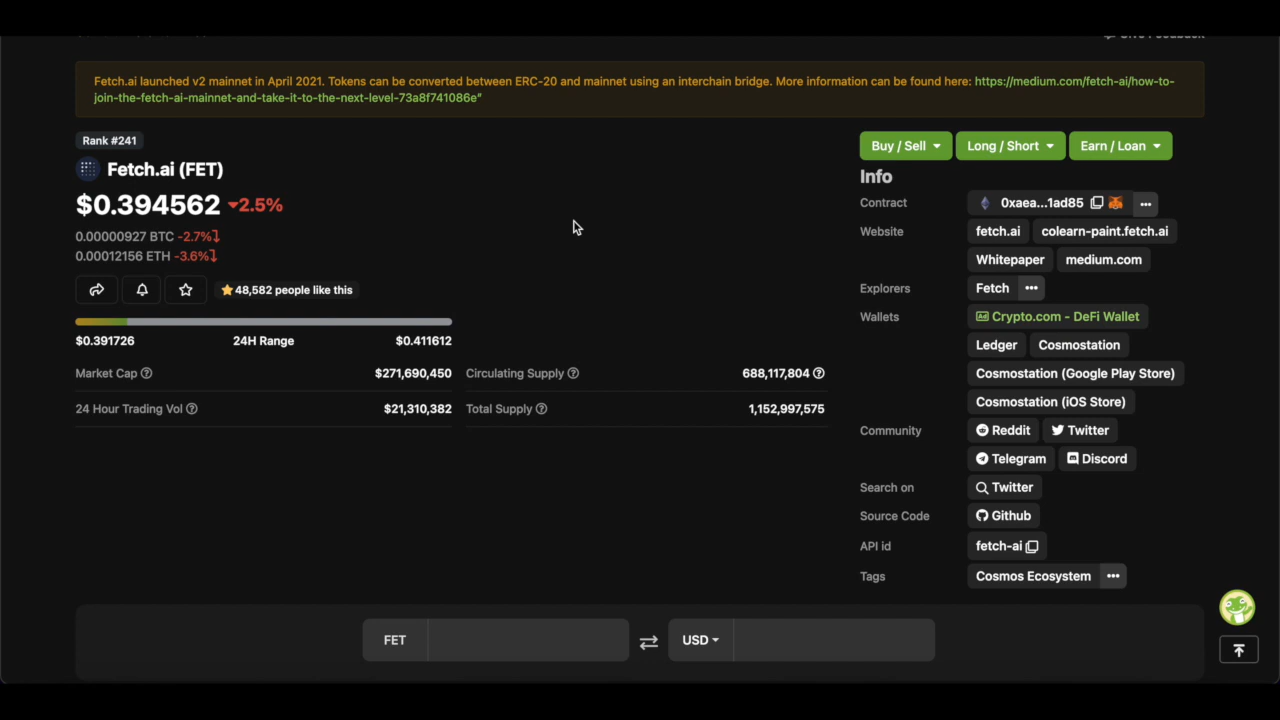 Fetch.ai launched v2 mainnet in April 2021. Tokens can be converted between ERC-20 and mainnet using an interchain bridge. More information can be found here: https://medium.com/fetch-ai/how-to-
join-the-fetch-ai-mainnet-and-take-it-to-the-next-level-73a8f741086e"
Rank #241
Fetch.ai (FET)
$0.394562 2.5%
0.00000927 BTC -2.7%
0.00012156 ETH -3.6%
48,582 people like this
$0.391726 24H Range $0.411612
Market Cap $271,690,450
24 Hour Trading Vol $21,310,382
Circulating Supply 688,117,804
Total Supply 1,152,997,575
Buy / Sell Long / Short Earn / Loan
Info
Contract 0xaea...1ad85
Website fetch.ai colearn-paint.fetch.ai
Whitepaper medium.com
Explorers Fetch
Wallets Ad Crypto.com - DeFi Wallet
Ledger Cosmostation
Cosmostation (Google Play Store)
Cosmostation (iOS Store)
Community Reddit Twitter
Telegram Discord
Search on Twitter
Source Code Github
API id fetch-ai
Tags Cosmos Ecosystem
FET USD